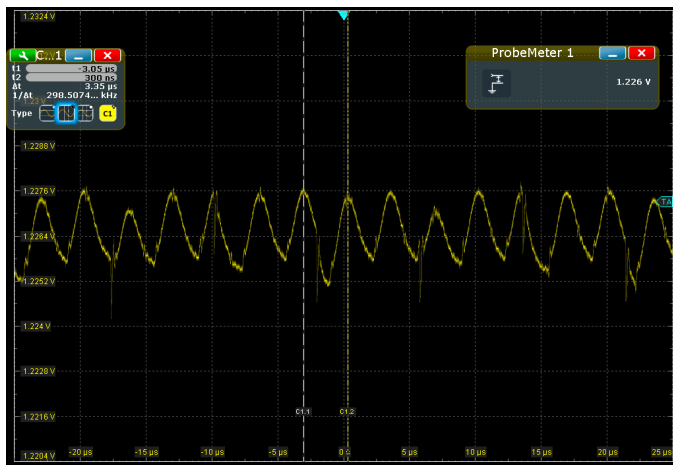 1.2324 V
C...1
t1 -3.05 µs
t2 300 ns
Δt 3.35 µs
1/Δt 298.5074... kHz
Type C1
ProbeMeter 1
1.226 V
1.22 V
1.2288 V
1.2276 V
TA
1.2264 V
1.2252 V
1.224 V
1.2228 V
1.2216 V
C1.1
C1.2
1.2204 V
-20 µs
-15 µs
-10 µs
-5 µs
0 s
5 µs
10 µs
15 µs
20 µs
25 µs